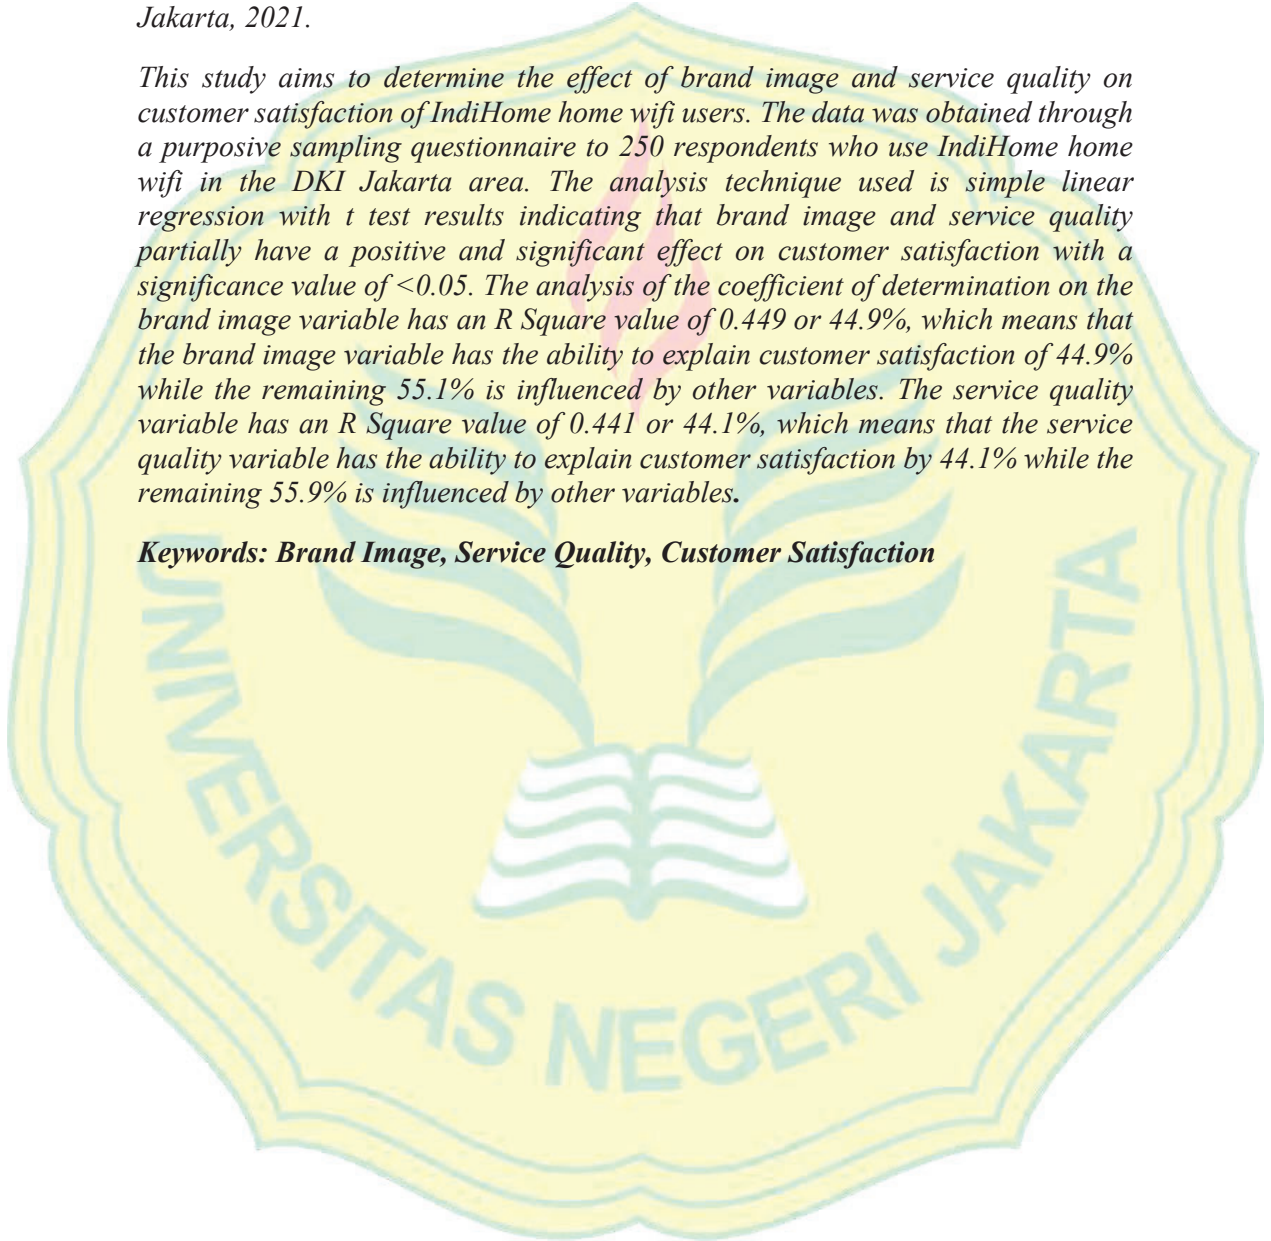 Jakarta, 2021.
This study aims to determine the effect of brand image and service quality on
customer satisfaction of IndiHome home wifi users. The data was obtained through
a purposive sampling questionnaire to 250 respondents who use IndiHome home
wifi in the DKI Jakarta area. The analysis technique used is simple linear
regression with t test results indicating that brand image and service quality
partially have a positive and significant effect on customer satisfaction with a
significance value of <0.05. The analysis of the coefficient of determination on the
brand image variable has an R Square value of 0.449 or 44.9%, which means that
the brand image variable has the ability to explain customer satisfaction of 44.9%
while the remaining 55.1% is influenced by other variables. The service quality
variable has an R Square value of 0.441 or 44.1%, which means that the service
quality variable has the ability to explain customer satisfaction by 44.1% while the
remaining 55.9% is influenced by other variables.
Keywords: Brand Image, Service Quality, Customer Satisfaction
UNIVERSITAS NEGERI JAKARTA